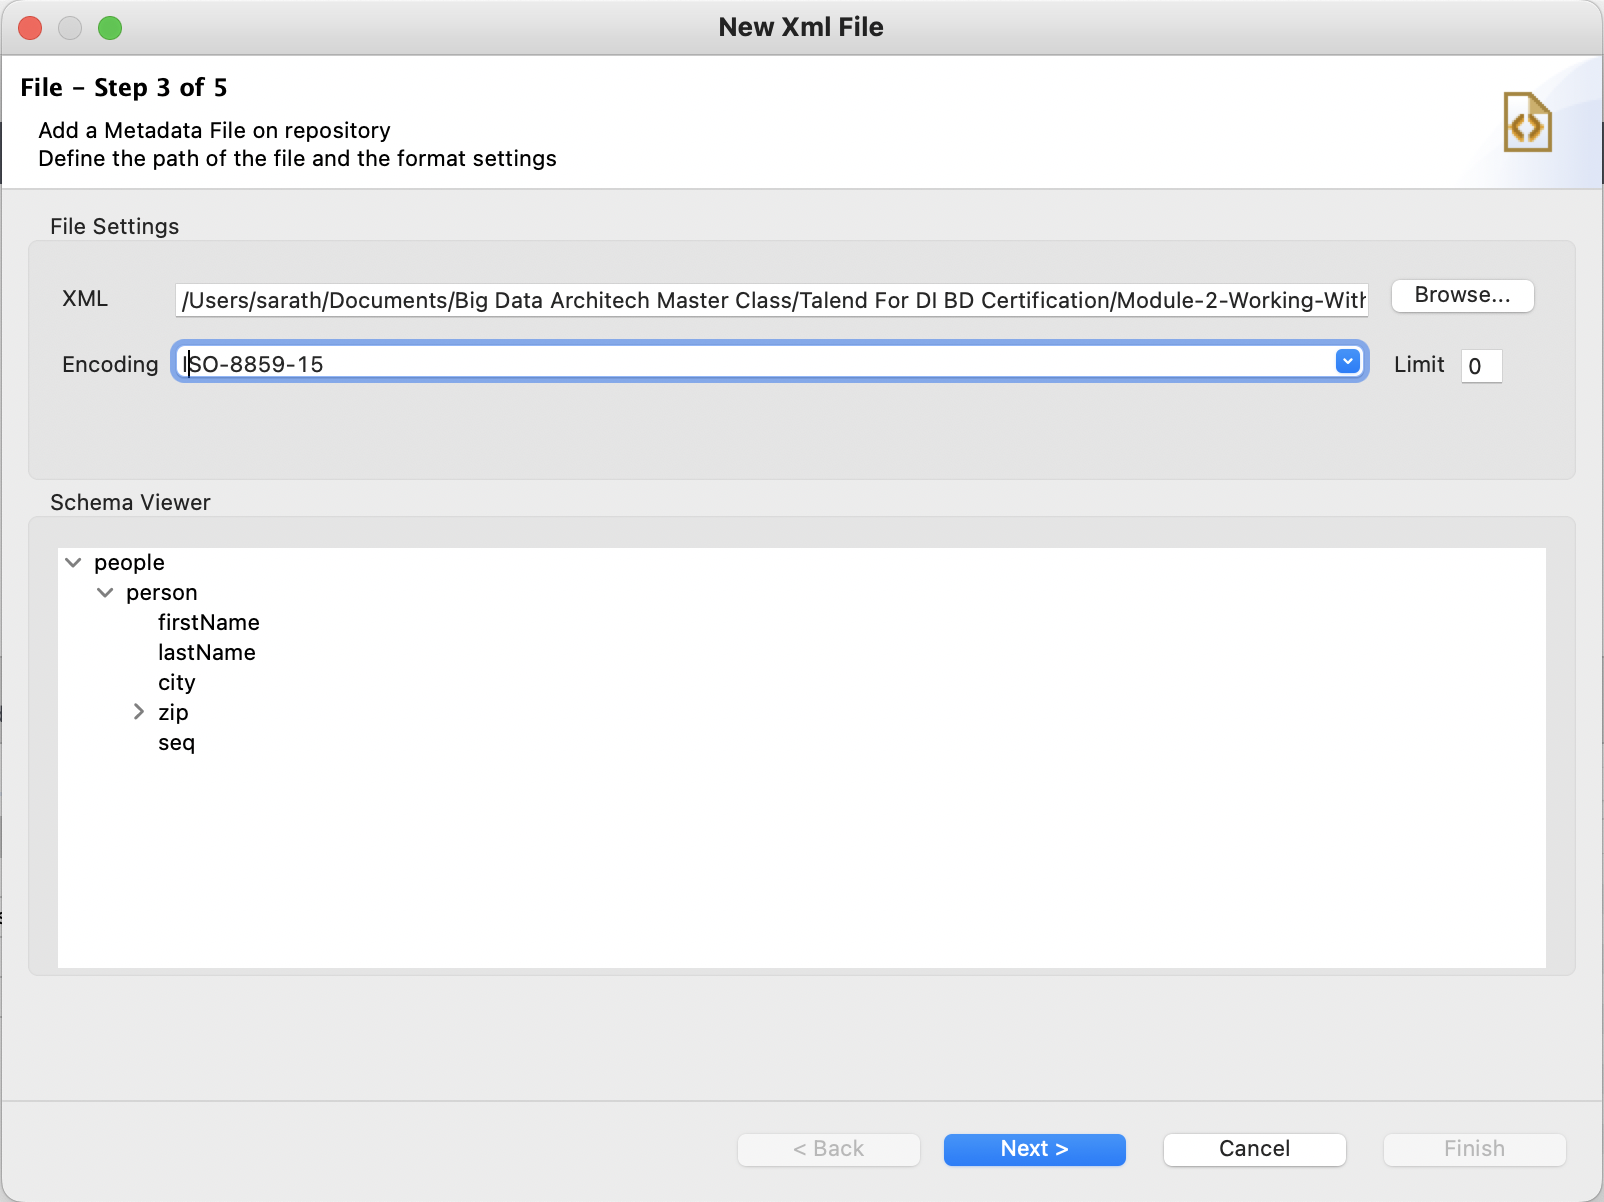 New Xml File
File – Step 3 of 5
Add a Metadata File on repository
Define the path of the file and the format settings
File Settings
XML /Users/sarath/Documents/Big Data Architech Master Class/Talend For DI BD Certification/Module-2-Working-With Browse...
Encoding ISO-8859-15 Limit 0
Schema Viewer
people
person
firstName
lastName
city
zip
seq
< Back Next > Cancel Finish